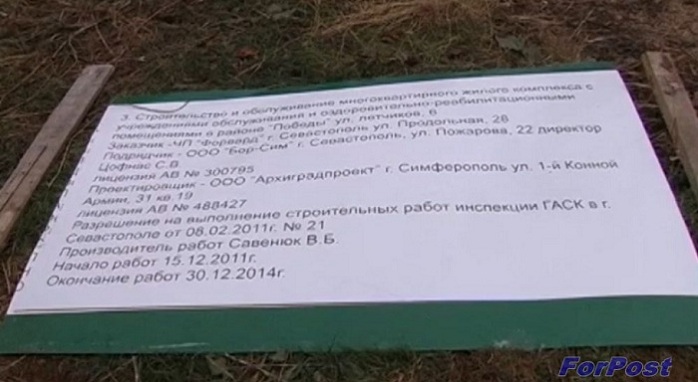 3. Строительство и обслуживание многоквартирного жилого комплекса с
учреждениями обслуживания и оздоровительно-реабилитационными
помещениями в районе "Победы" ул. летчиков, 6
Заказчик -ЧП "Форвард" г. Севастополь ул. Продольная, 26
Подрядчик - ООО "Бор-Сим" г. Севастополь, ул. Пожарова, 22 директор
Цофнас С.В.
лицензия АВ № 300795
Проектировщик - ООО "Архиградпроект" г. Симферополь ул. 1-й Конной
Армии, 31 кв.19
лицензия АВ № 488427
Разрешение на выполнение строительных работ инспекции ГАСК в г.
Севастополе от 08.02.2011г. № 21
Производитель работ Савенюк В.Б.
Начало работ 15.12.2011г.
Окончание работ 30.12.2014г.
ForPost